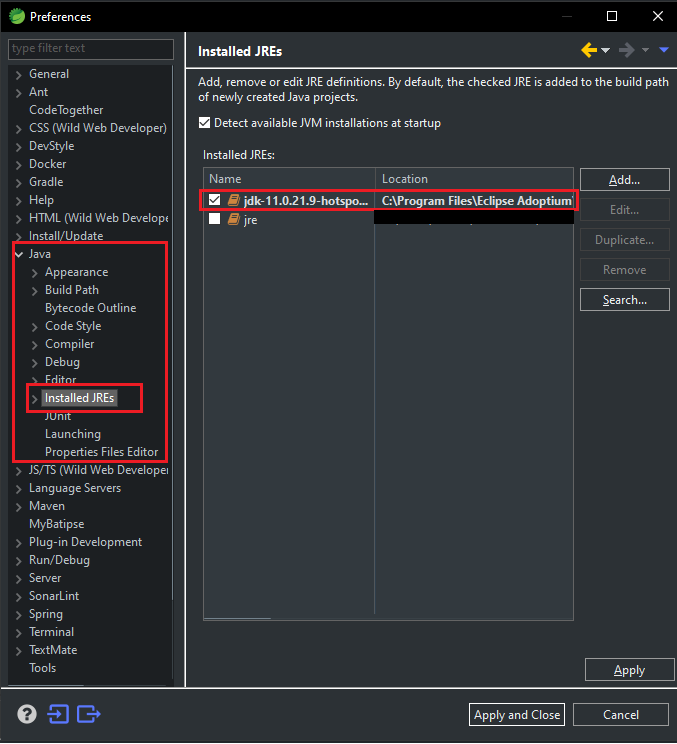 Preferences
type filter text
General
Ant
CodeTogether
CSS (Wild Web Developer)
DevStyle
Docker
Gradle
Help
HTML (Wild Web Develope
Install/Update
Java
Appearance
Build Path
Bytecode Outline
Code Style
Compiler
Debug
Editor
Installed JREs
JUnit
Launching
Properties Files Editor
JS/TS (Wild Web Developer
Language Servers
Maven
MyBatipse
Plug-in Development
Run/Debug
Server
SonarLint
Spring
Terminal
TextMate
Tools
Installed JREs
Add, remove or edit JRE definitions. By default, the checked JRE is added to the build path
of newly created Java projects.
Detect available JVM installations at startup
Installed JREs:
Name Location
jdk-11.0.21.9-hotspo... C:\Program Files\Eclipse Adoptium\
jre
Add...
Edit...
Duplicate...
Remove
Search...
Apply
Apply and Close Cancel